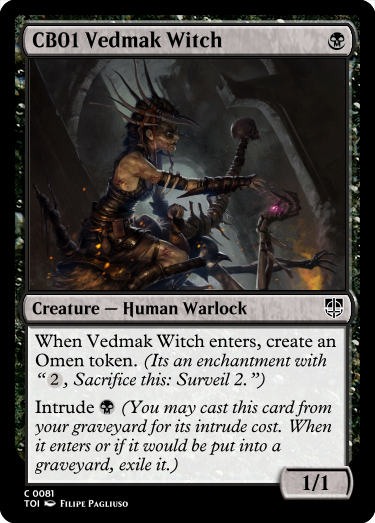 CB01 Vedmak Witch
Creature — Human Warlock
When Vedmak Witch enters, create an
Omen token. (Its an enchantment with
“2, Sacrifice this: Surveil 2.”)
Intrude (You may cast this card from
your graveyard for its intrude cost. When
it enters or if it would be put into a
graveyard, exile it.)
1/1
C 0081
TOI Filipe Pagliuso